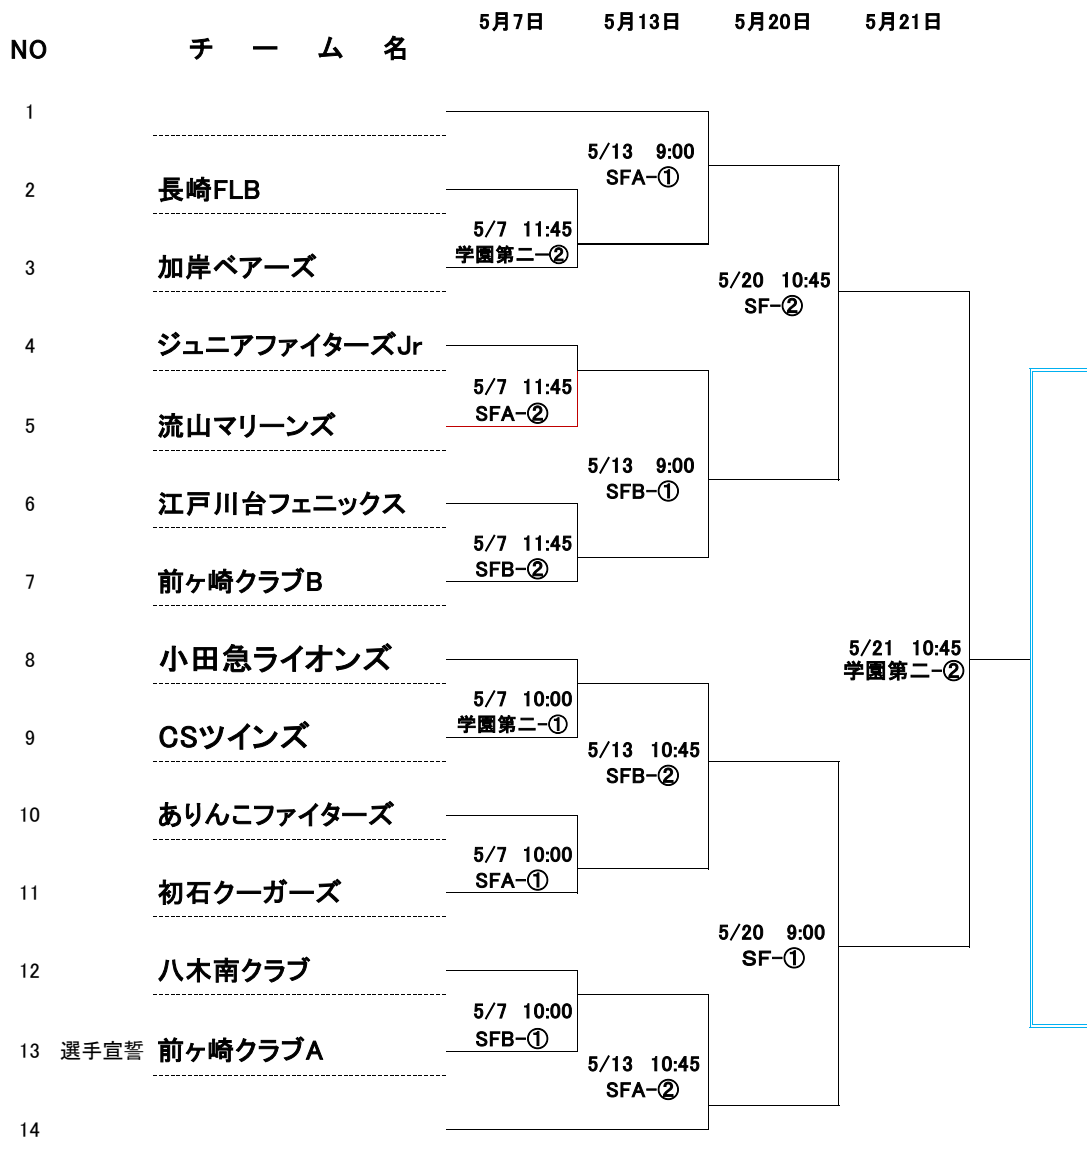 5月7日 5月13日 5月20日 5月21日
NO チーム名
1
5/13 9:00
SFA-①
2 長崎FLB
5/7 11:45
学園第二-②
3 加岸ベアーズ
5/20 10:45
SF-②
4 ジュニアファイターズJr
5/7 11:45
SFA-②
5 流山マリーンズ
5/13 9:00
SFB-①
6 江戸川台フェニックス
5/7 11:45
SFB-②
7 前ヶ崎クラブB
5/21 10:45
学園第二-②
8 小田急ライオンズ
5/7 10:00
学園第二-①
9 CSツインズ
5/13 10:45
SFB-②
10 ありんこファイターズ
5/7 10:00
SFA-①
11 初石クーガーズ
5/20 9:00
SF-①
12 八木南クラブ
5/7 10:00
SFB-①
13 選手宣誓 前ヶ崎クラブA
5/13 10:45
SFA-②
14